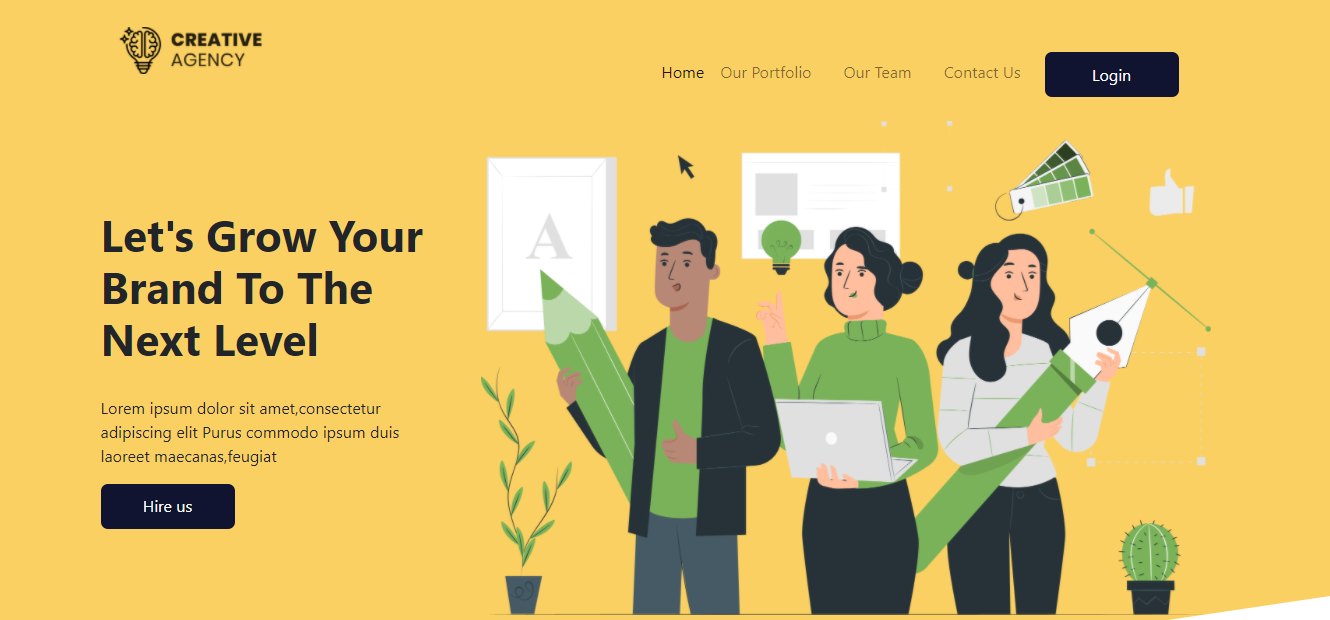 CREATIVE
AGENCY
Home Our Portfolio Our Team Contact Us Login
A
Let's Grow Your
Brand To The
Next Level
Lorem ipsum dolor sit amet,consectetur
adipiscing elit Purus commodo ipsum duis
laoreet maecanas,feugiat
Hire us